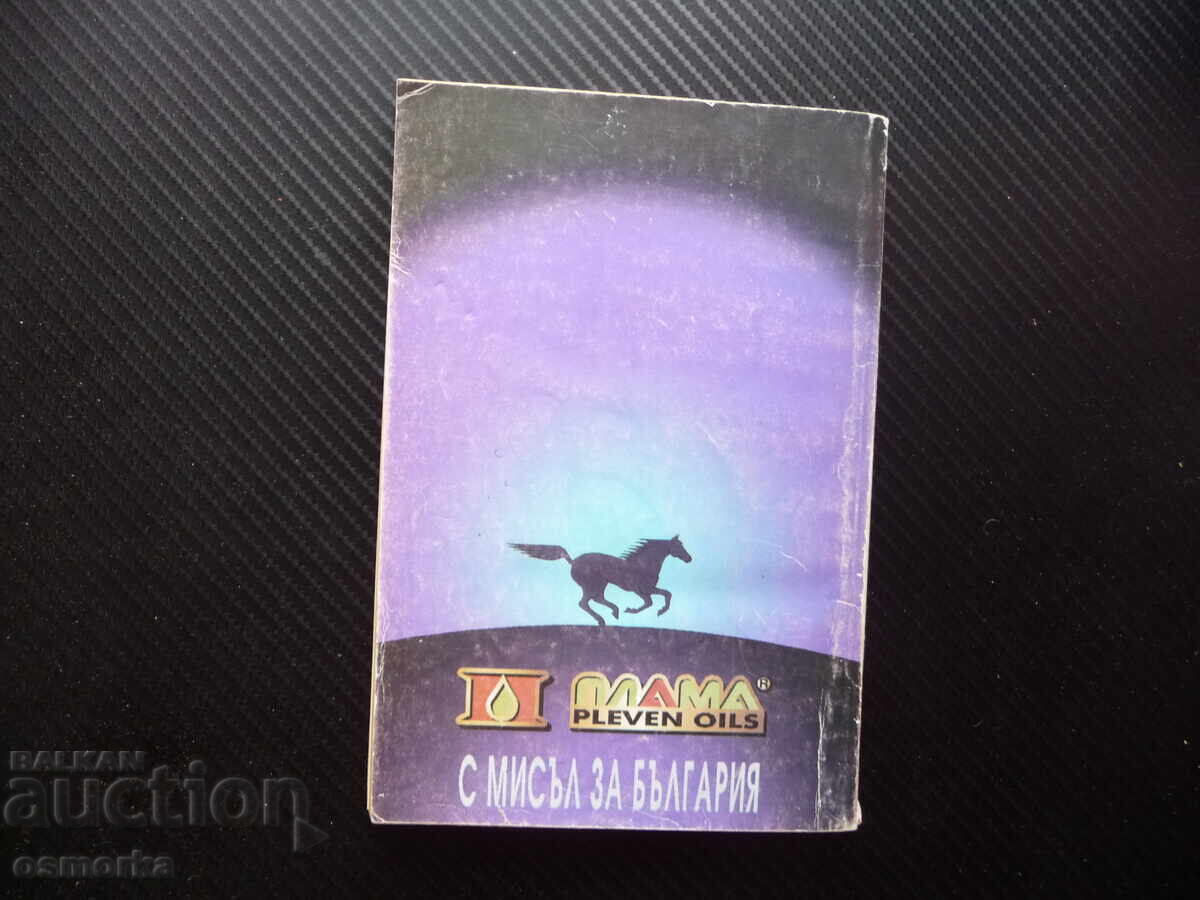 ПЛАМА®
PLEVEN OILS
С МИСЪЛ ЗА БЪЛГАРИЯ
BALKAN
auction
osmorka